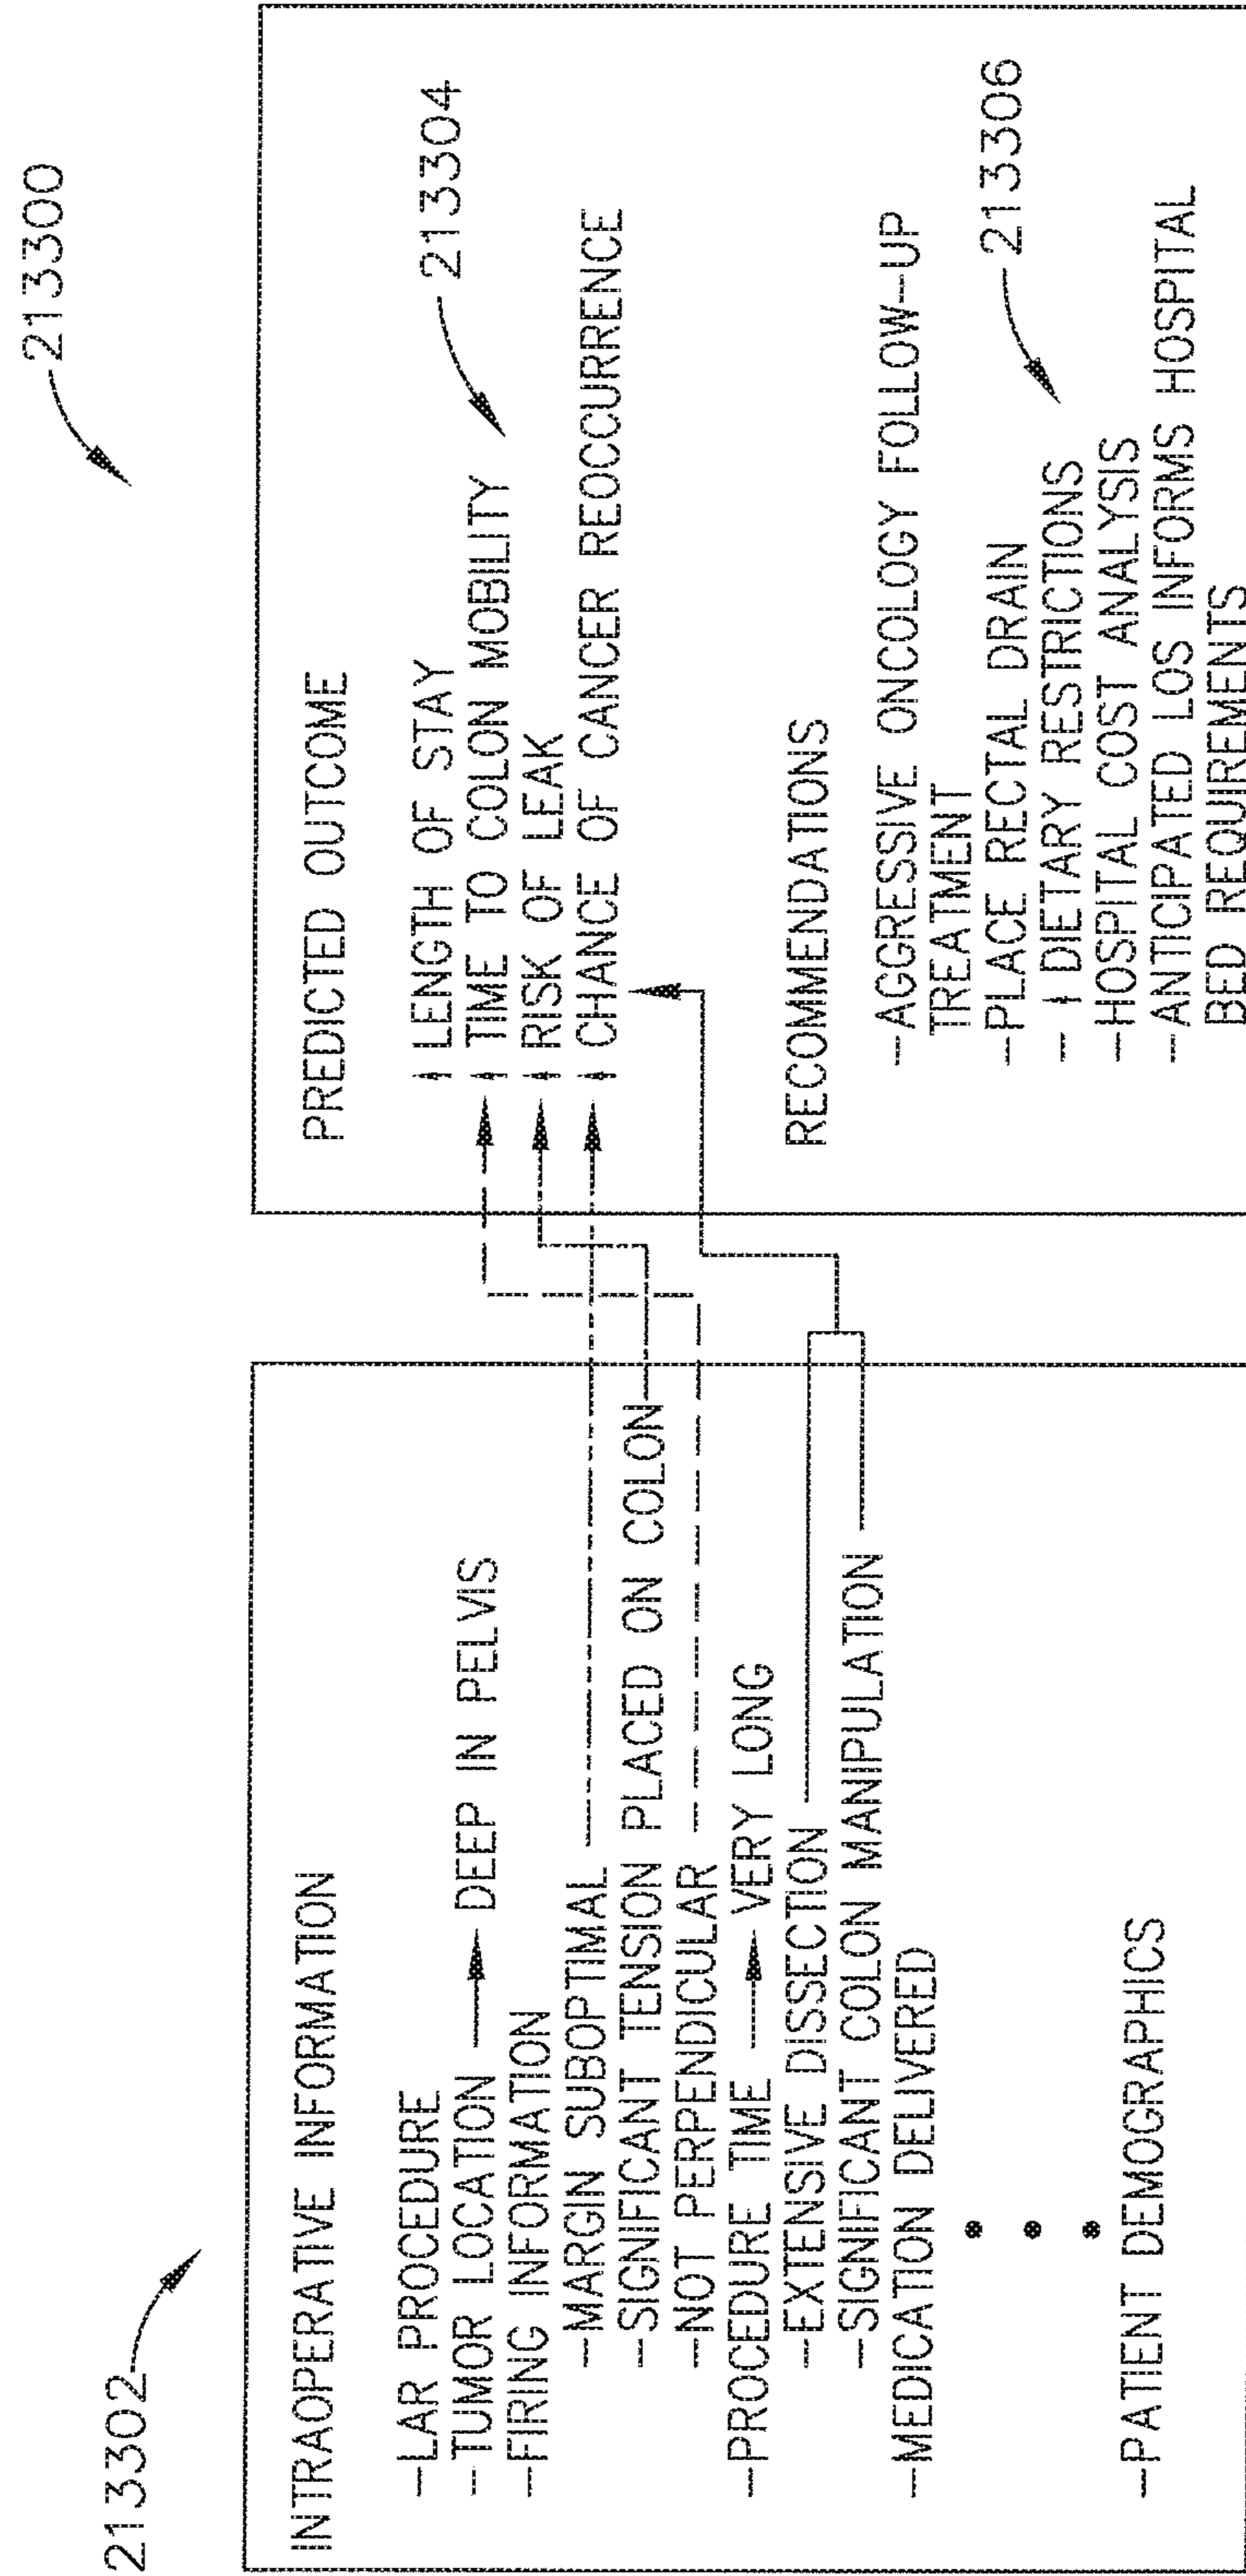 213300
213302
INTRAOPERATIVE INFORMATION
-LAR PROCEDURE
-TUMOR LOCATION → DEEP IN PELVIS
-FIRING INFORMATION
-MARGIN SUBOPTIMAL
-SIGNIFICANT TENSION PLACED ON COLON
-NOT PERPENDICULAR
-PROCEDURE TIME → VERY LONG
-EXTENSIVE DISSECTION
-SIGNIFICANT COLON MANIPULATION
-MEDICATION DELIVERED
-PATIENT DEMOGRAPHICS
PREDICTED OUTCOME
↑ LENGTH OF STAY
↑ TIME TO COLON MOBILITY
↑ RISK OF LEAK
↑ CHANCE OF CANCER REOCCURRENCE
213304
RECOMMENDATIONS
-AGGRESSIVE ONCOLOGY FOLLOW-UP
TREATMENT
-PLACE RECTAL DRAIN
- ↑ DIETARY RESTRICTIONS
-HOSPITAL COST ANALYSIS
-ANTICIPATED LOS INFORMS HOSPITAL
BED REQUIREMENTS
213306